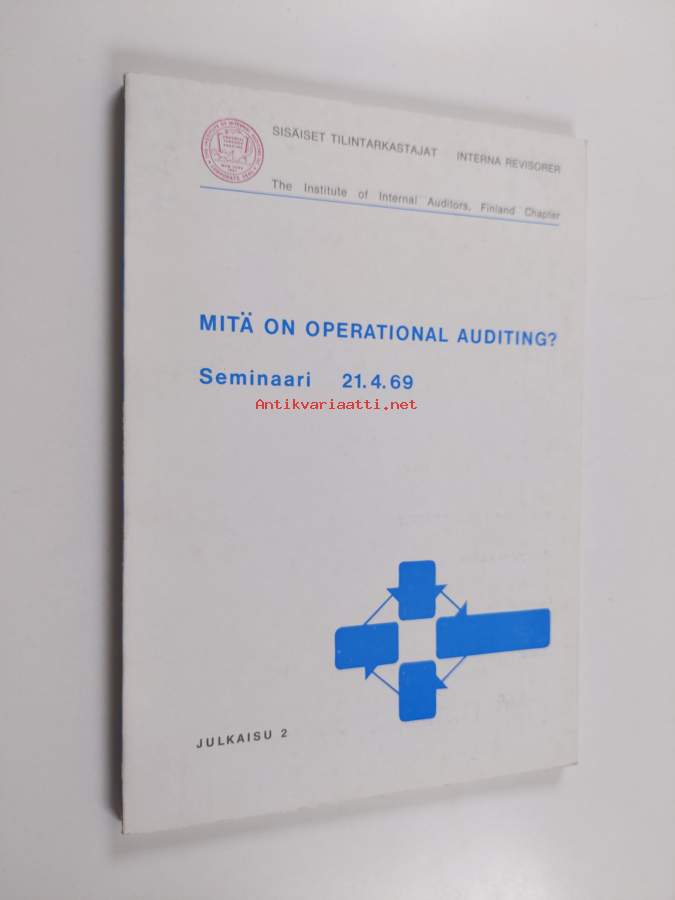 SISÄISET TILINTARKASTAJAT INTERNA REVISORER
The Institute of Internal Auditors, Finland Chapter
MITÄ ON OPERATIONAL AUDITING?
Seminaari 21.4.69
Antikvariaatti.net
JULKAISU 2